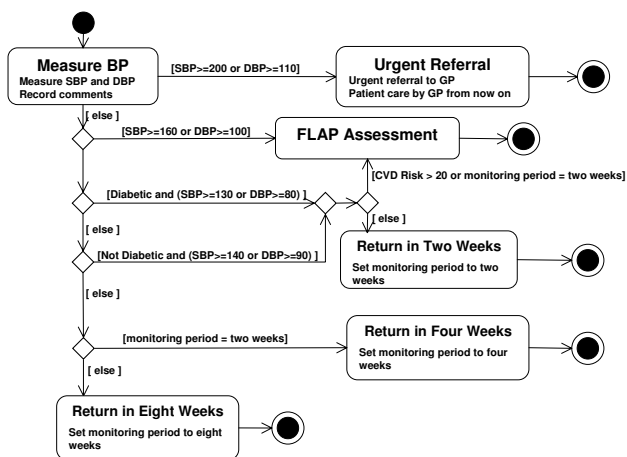 Measure BP
Measure SBP and DBP
Record comments
[SBP>=200 or DBP>=110]
Urgent Referral
Urgent referral to GP
Patient care by GP from now on
[ else ]
[SBP>=160 or DBP>=100]
FLAP Assessment
[CVD Risk > 20 or monitoring period = two weeks]
[Diabetic and (SBP>=130 or DBP>=80) ]
[ else ]
[ else ]
[Not Diabetic and (SBP>=140 or DBP>=90) ]
Return in Two Weeks
Set monitoring period to two
weeks
[ else ]
[monitoring period = two weeks]
Return in Four Weeks
Set monitoring period to four
weeks
[ else ]
Return in Eight Weeks
Set monitoring period to eight
weeks